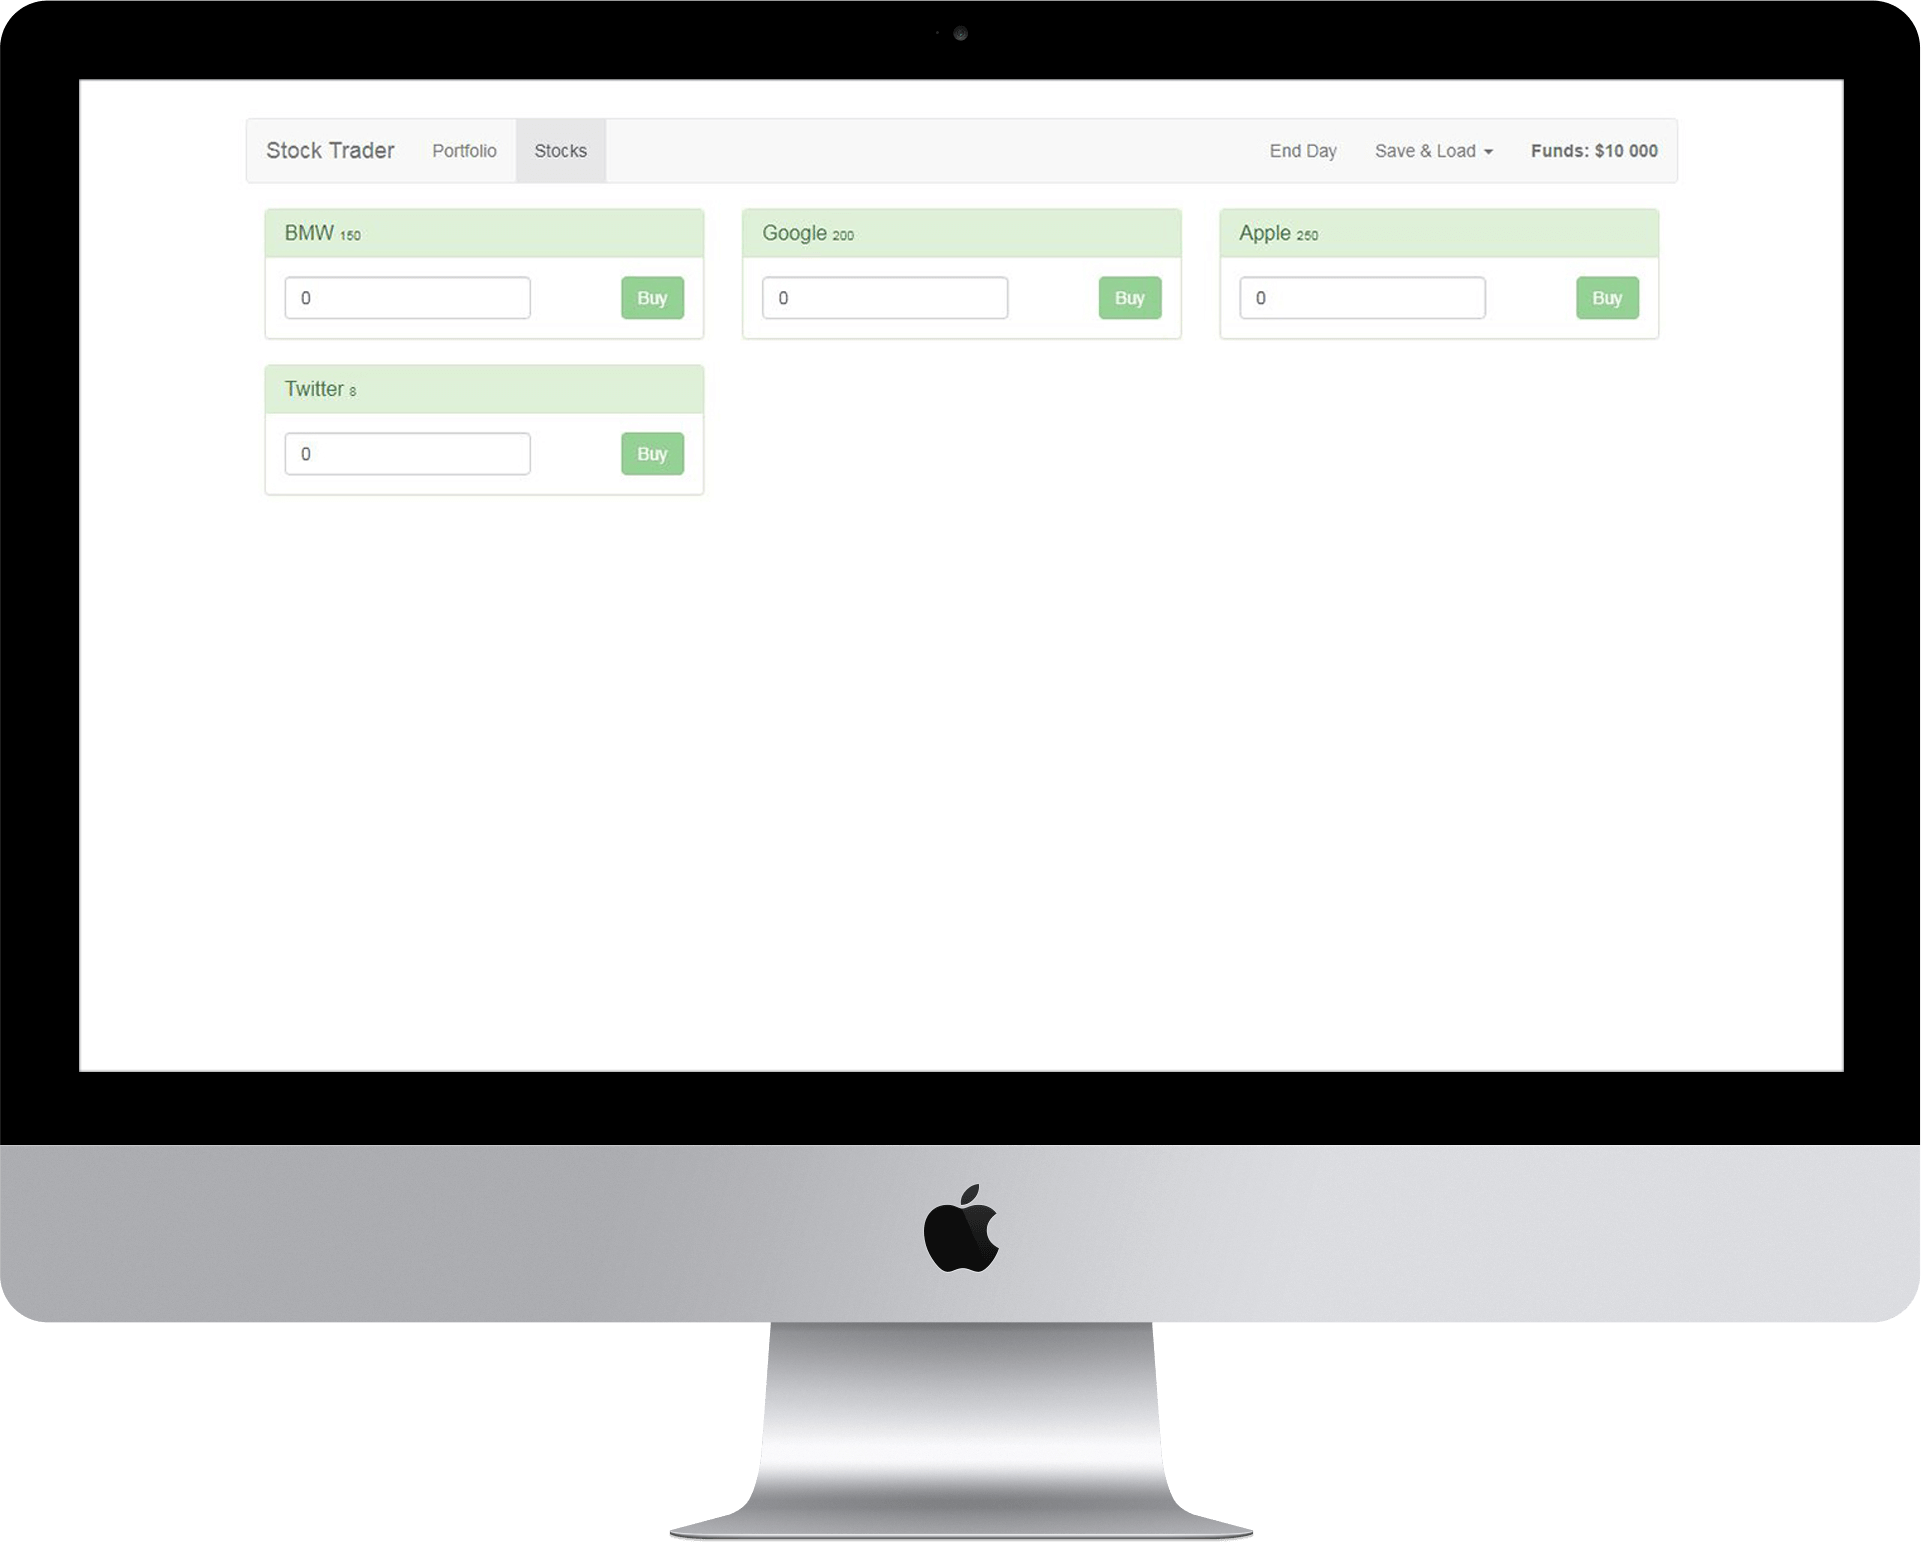 Stock Trader Portfolio Stocks End Day Save & Load Funds: $10 000
BMW 150 Google 200 Apple 250
0 Buy 0 Buy 0 Buy
Twitter 8
0 Buy